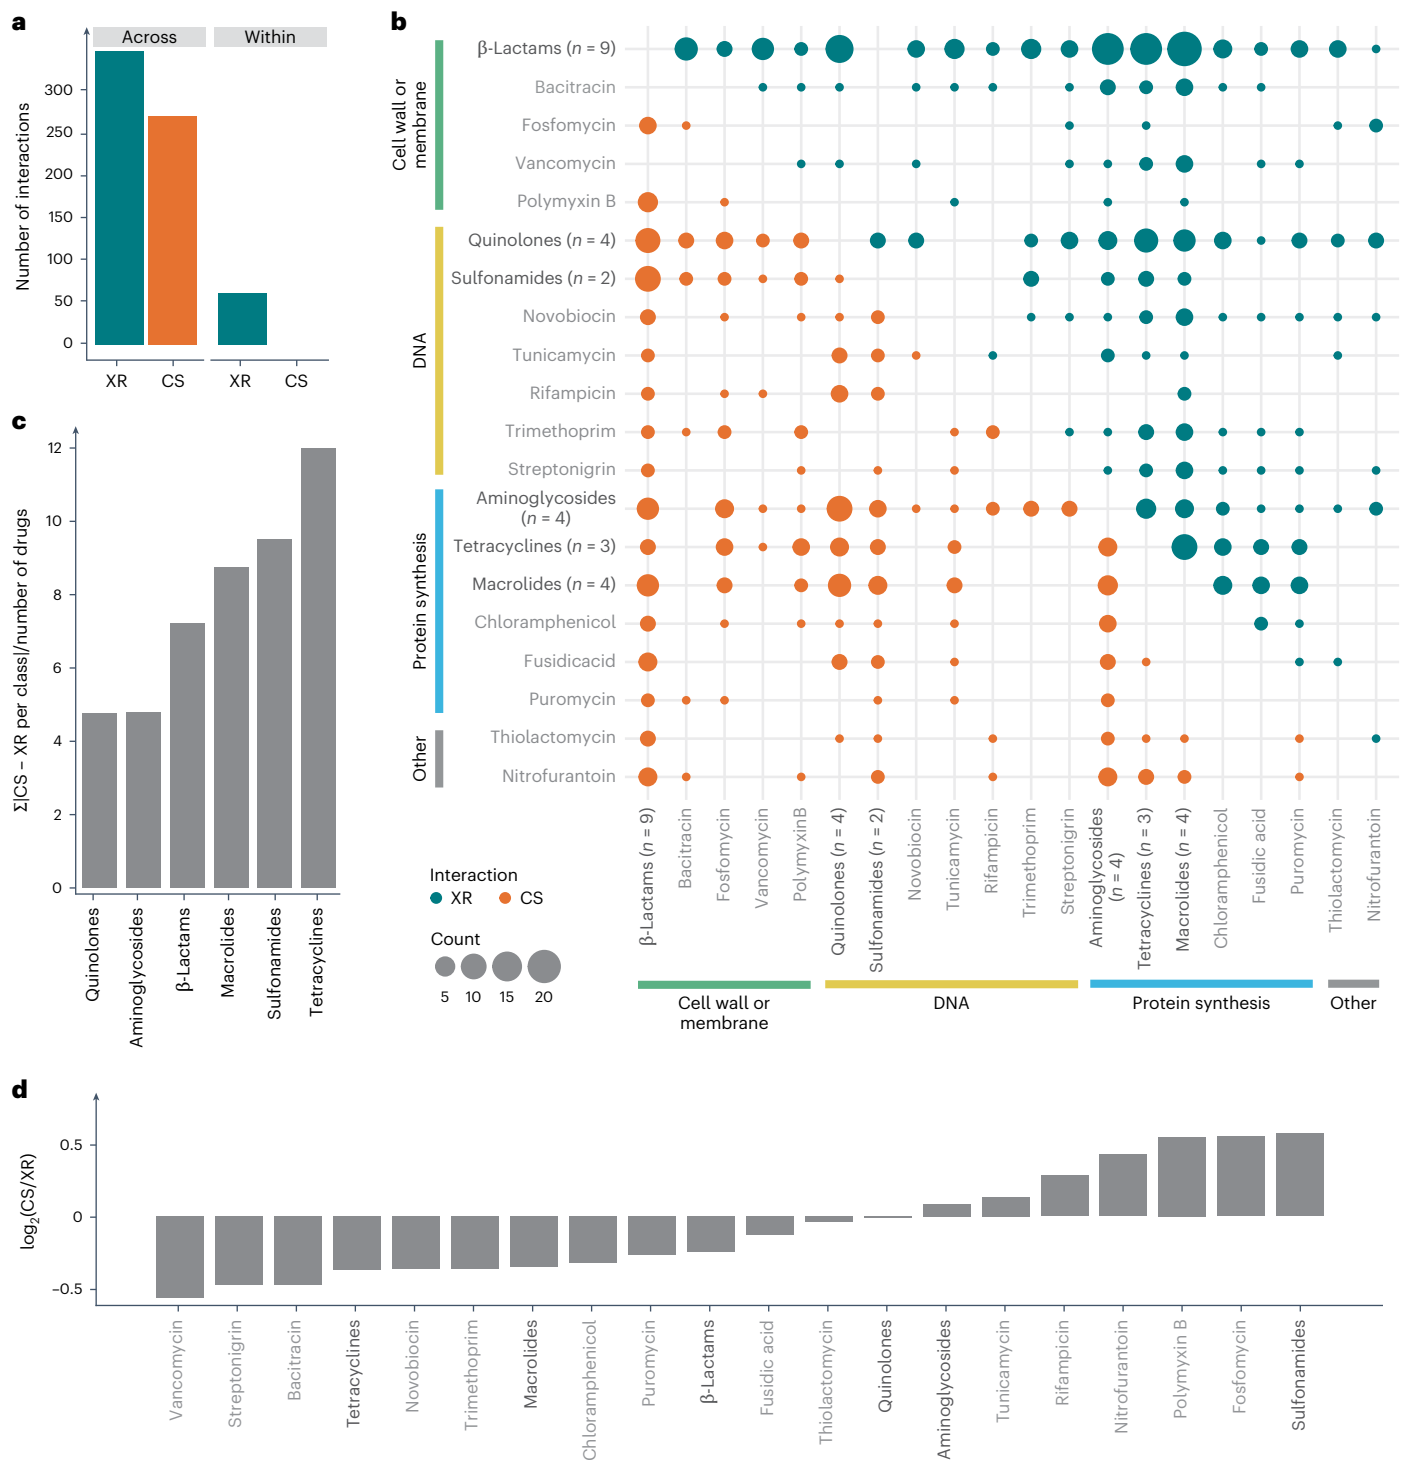 a
Across
Within
Number of interactions
300
250
200
150
100
50
0
XR
CS
XR
CS
b
Cell wall or
membrane
DNA
Protein synthesis
Other
β-Lactams (n = 9)
Bacitracin
Fosfomycin
Vancomycin
Polymyxin B
Quinolones (n = 4)
Sulfonamides (n = 2)
Novobiocin
Tunicamycin
Rifampicin
Trimethoprim
Streptonigrin
Aminoglycosides
(n = 4)
Tetracyclines (n = 3)
Macrolides (n = 4)
Chloramphenicol
Fusidicacid
Puromycin
Thiolactomycin
Nitrofurantoin
β-Lactams (n = 9)
Bacitracin
Fosfomycin
Vancomycin
PolymyxinB
Quinolones (n = 4)
Sulfonamides (n = 2)
Novobiocin
Tunicamycin
Rifampicin
Trimethoprim
Streptonigrin
Aminoglycosides
(n = 4)
Tetracyclines (n = 3)
Macrolides (n = 4)
Chloramphenicol
Fusidic acid
Puromycin
Thiolactomycin
Nitrofurantoin
Cell wall or
membrane
DNA
Protein synthesis
Other
Interaction
XR
CS
Count
5
10
15
20
c
Σ|CS − XR per class|/number of drugs
12
10
8
6
4
2
0
Quinolones
Aminoglycosides
β-Lactams
Macrolides
Sulfonamides
Tetracyclines
d
log2(CS/XR)
0.5
0
−0.5
Vancomycin
Streptonigrin
Bacitracin
Tetracyclines
Novobiocin
Trimethoprim
Macrolides
Chloramphenicol
Puromycin
β-Lactams
Fusidic acid
Thiolactomycin
Quinolones
Aminoglycosides
Tunicamycin
Rifampicin
Nitrofurantoin
Polymyxin B
Fosfomycin
Sulfonamides